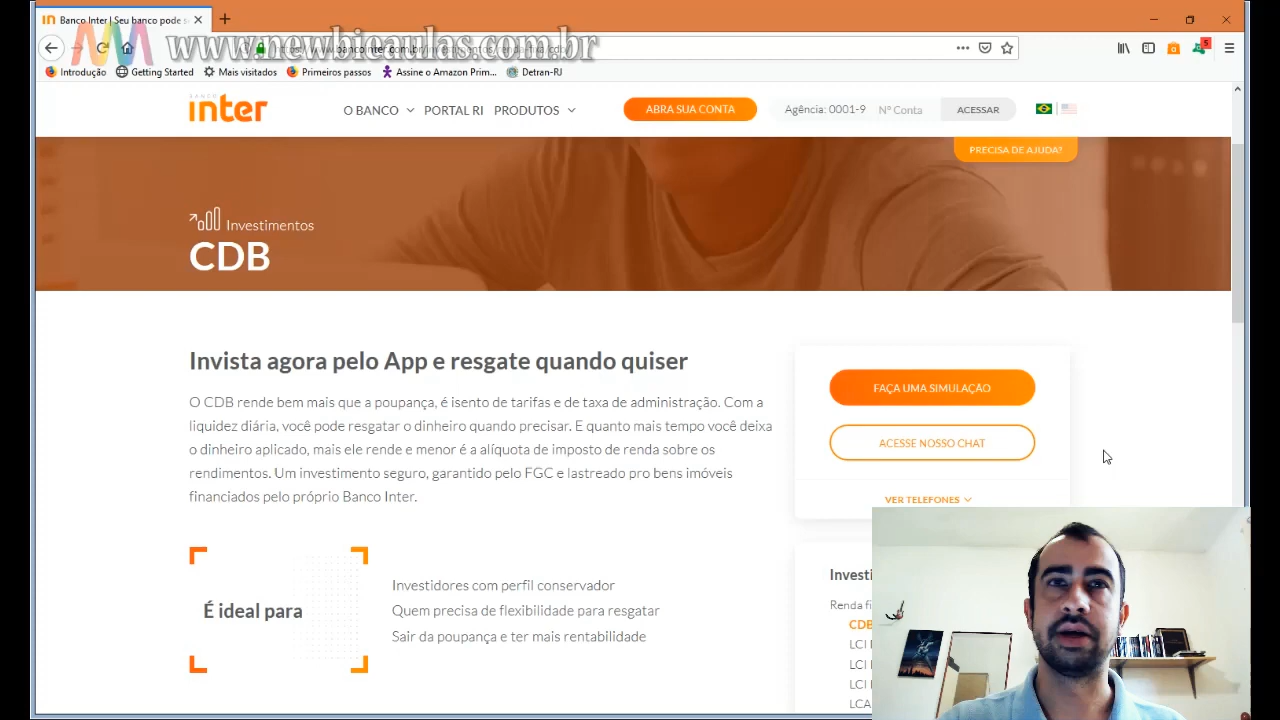 Banco Inter | Seu banco pode s
www.newbieaulas.com.br
Introdução
Getting Started
Mais visitados
Primeiros passos
Assine o Amazon Prim...
Detran-RJ
5
BANCO
inter
O BANCO
PORTAL RI
PRODUTOS
ABRA SUA CONTA
Agência: 0001-9
Nº Conta
ACESSAR
PRECISA DE AJUDA?
Investimentos
CDB
Invista agora pelo App e resgate quando quiser
O CDB rende bem mais que a poupança, é isento de tarifas e de taxa de administração. Com a
liquidez diária, você pode resgatar o dinheiro quando precisar. E quanto mais tempo você deixa
o dinheiro aplicado, mais ele rende e menor é a alíquota de imposto de renda sobre os
rendimentos. Um investimento seguro, garantido pelo FGC e lastreado pro bens imóveis
financiados pelo próprio Banco Inter.
FAÇA UMA SIMULAÇÃO
ACESSE NOSSO CHAT
VER TELEFONES
É ideal para
Investidores com perfil conservador
Quem precisa de flexibilidade para resgatar
Sair da poupança e ter mais rentabilidade
Investi
Renda fi
CDB
LCI
LCI
LCI
LCA